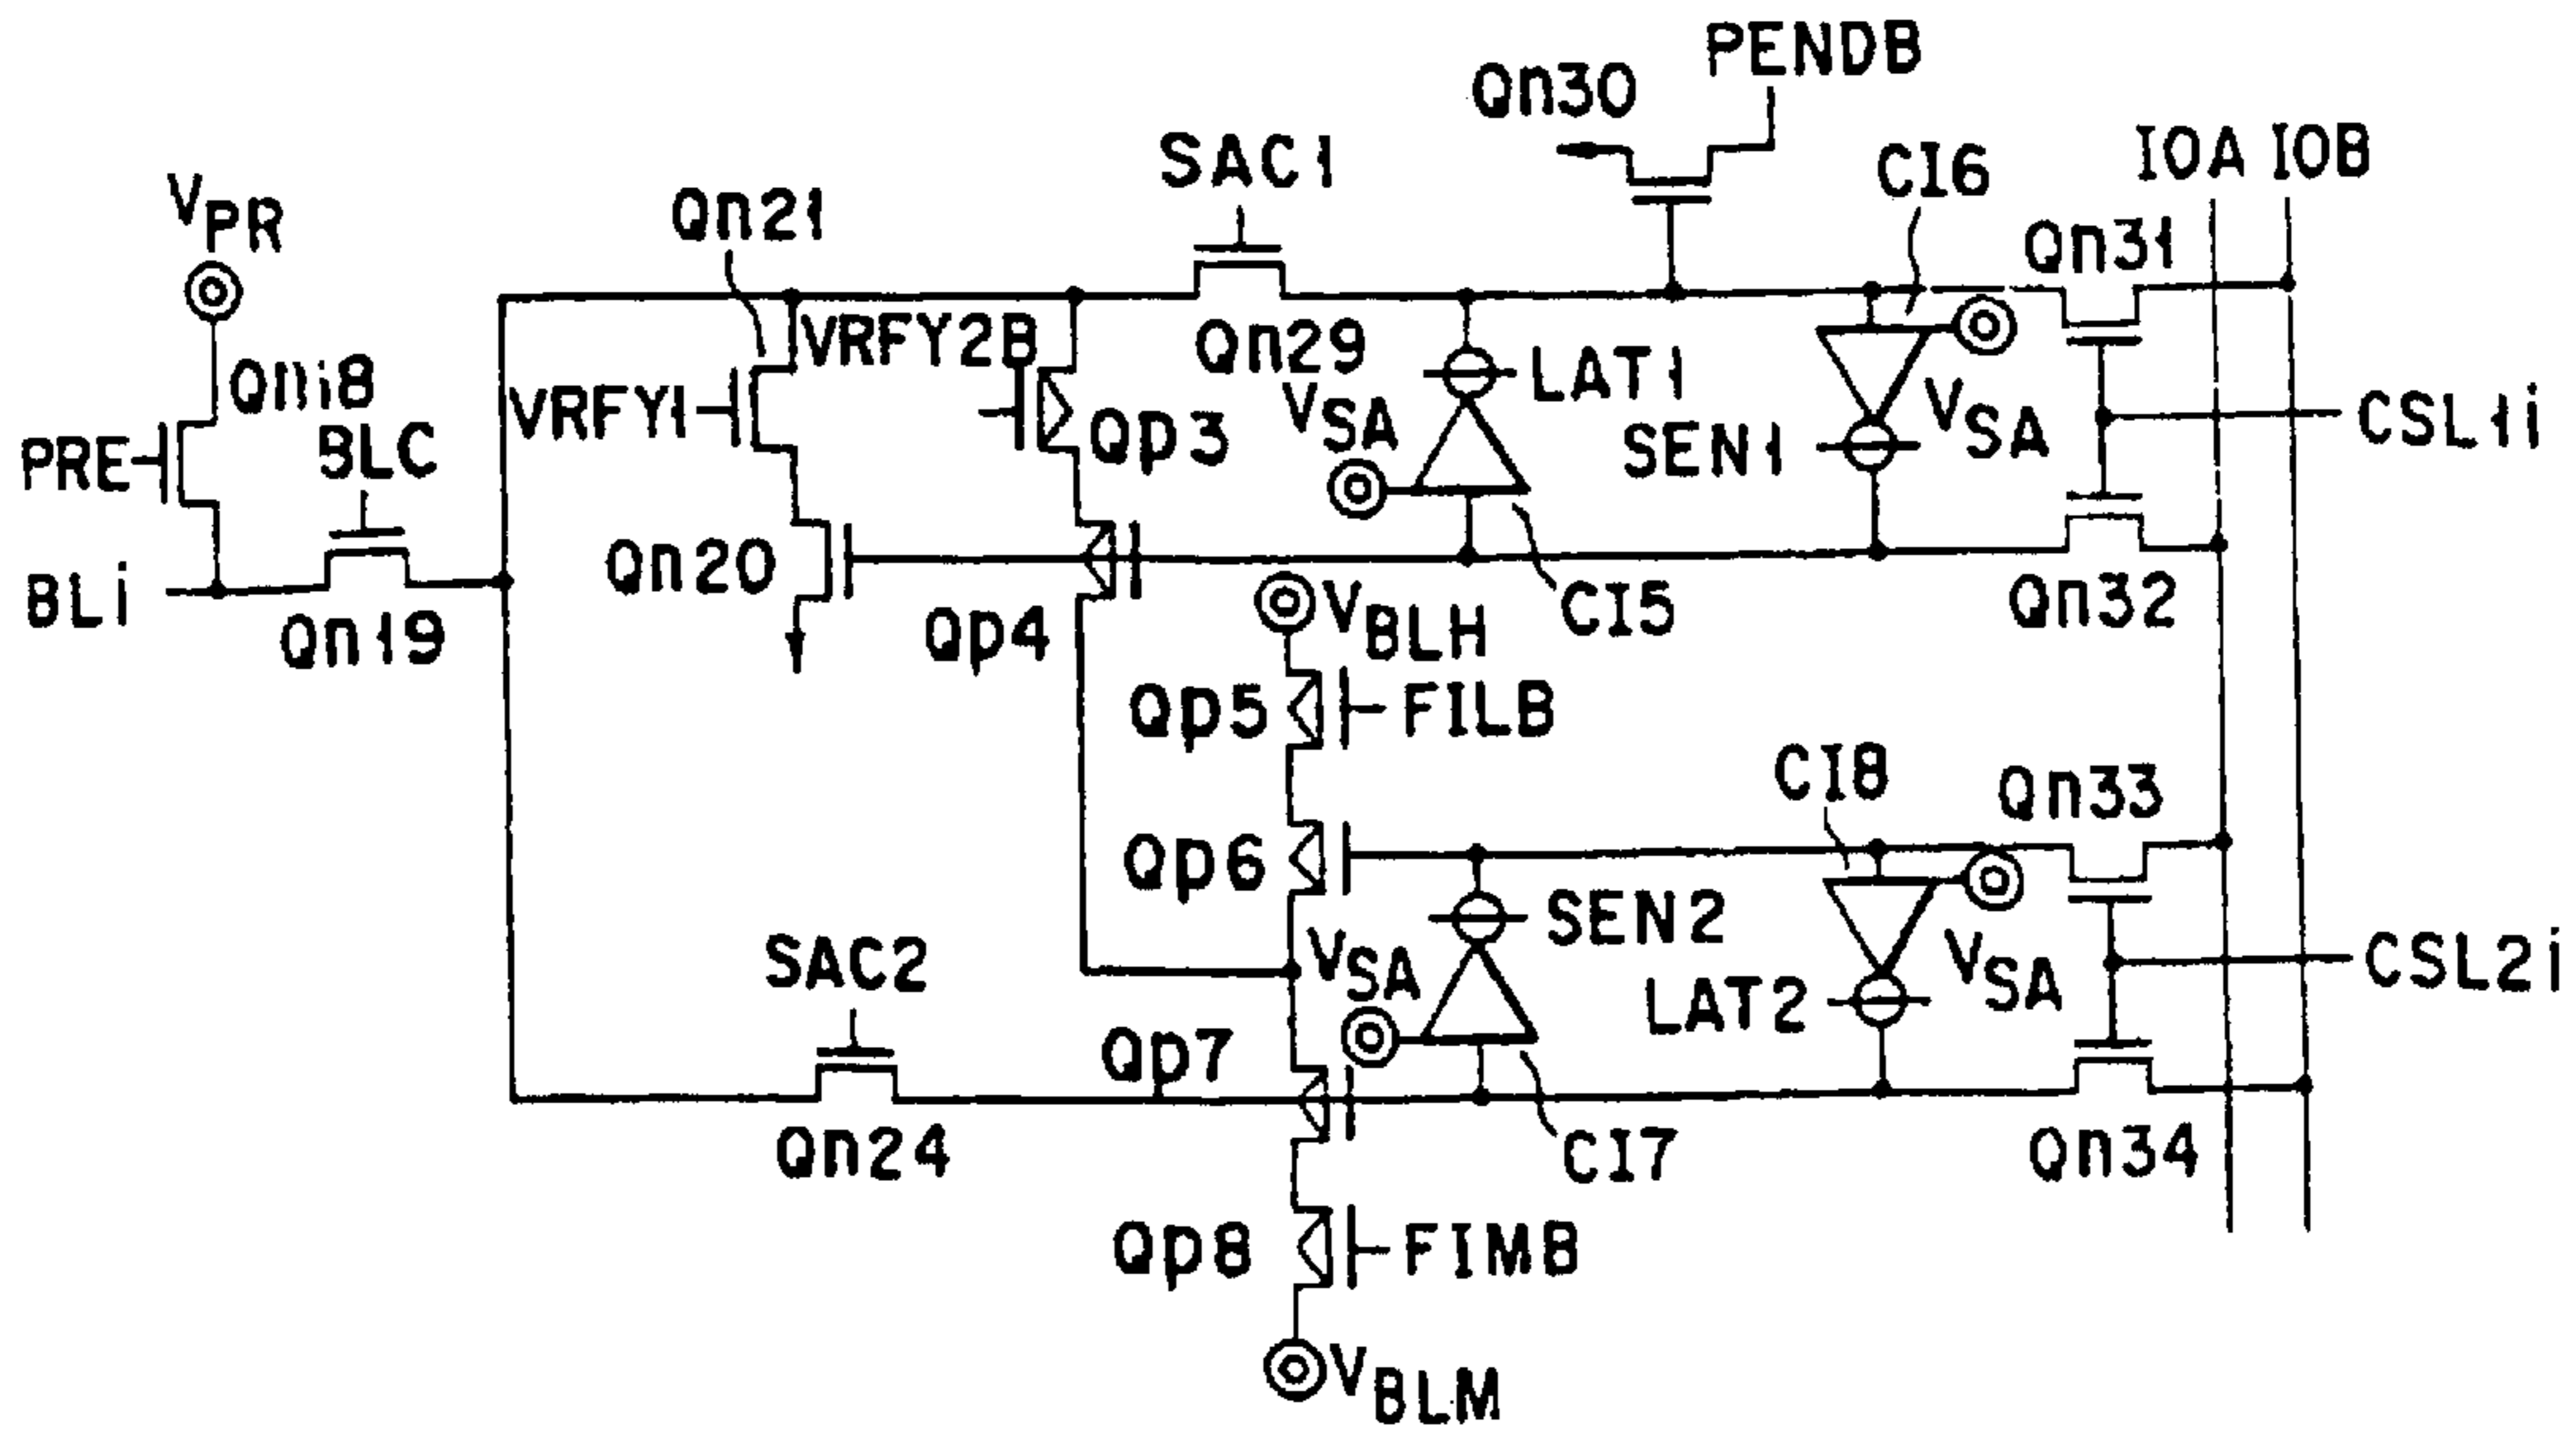 PENDB
Qn30
SAC1
IOA IOB
CI6
VPR
Qn21
Qn31
VRFY2B
Qn29
LAT1
Qni8
VRFY1
VSA
VSA
CSL1i
BLC
Qp3
SEN1
PRE
Qn20
BLi
Qn19
Qp4
VBLH
CI5
Qn32
Qp5
FILB
CI8
Qn33
Qp6
SEN2
SAC2
VSA
VSA
CSL2i
LAT2
Qp7
Qn24
CI7
Qn34
Qp8
FIMB
VBLM